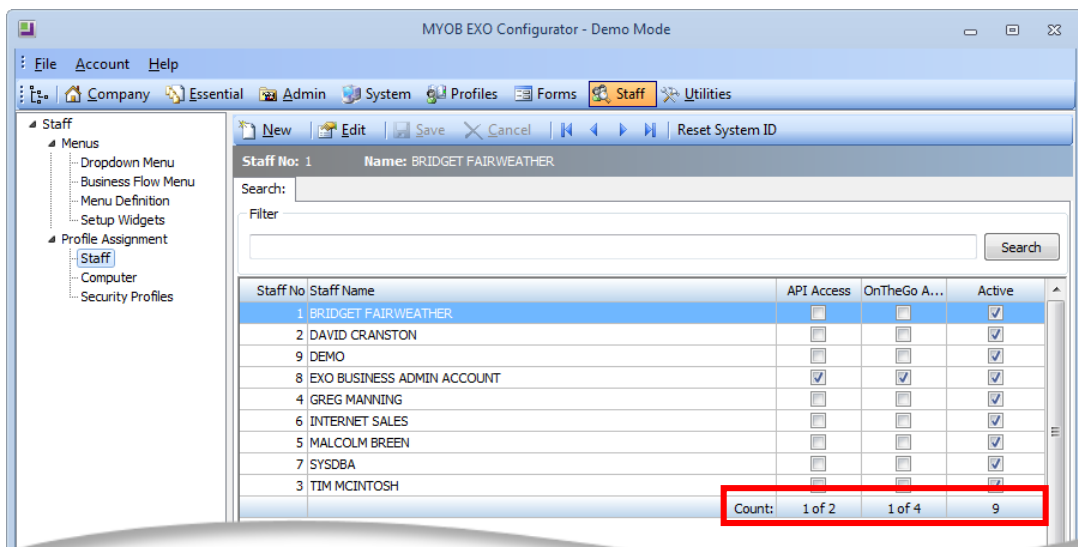 MYOB EXO Configurator - Demo Mode
File Account Help
Company Essential Admin System Profiles Forms Staff Utilities
Staff
Menus
Dropdown Menu
Business Flow Menu
Menu Definition
Setup Widgets
Profile Assignment
Staff
Computer
Security Profiles
New Edit Save Cancel Reset System ID
Staff No: 1 Name: BRIDGET FAIRWEATHER
Search:
Filter
Search
Staff No Staff Name API Access OnTheGo A... Active
1 BRIDGET FAIRWEATHER
2 DAVID CRANSTON
9 DEMO
8 EXO BUSINESS ADMIN ACCOUNT
4 GREG MANNING
6 INTERNET SALES
5 MALCOLM BREEN
7 SYSDBA
3 TIM MCINTOSH
Count: 1 of 2 1 of 4 9